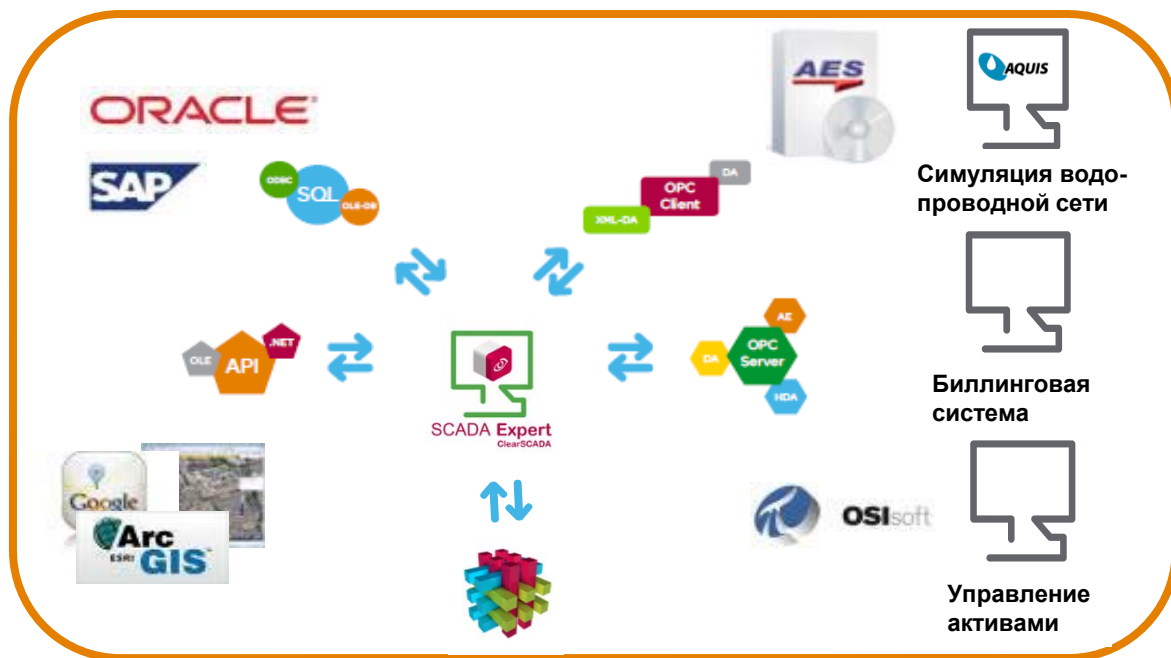 ORACLE
SAP
ODBC
SQL
OLE-DB
AES
AQUIS
Симуляция водо-
проводной сети
DA
OPC
Client
XML-DA
OLE
API
.NET
SCADA Expert
ClearSCADA
AE
OPC
Server
DA
HDA
Биллинговая
система
Google
Arc
ESRI
GIS
OSIsoft
Управление
активами